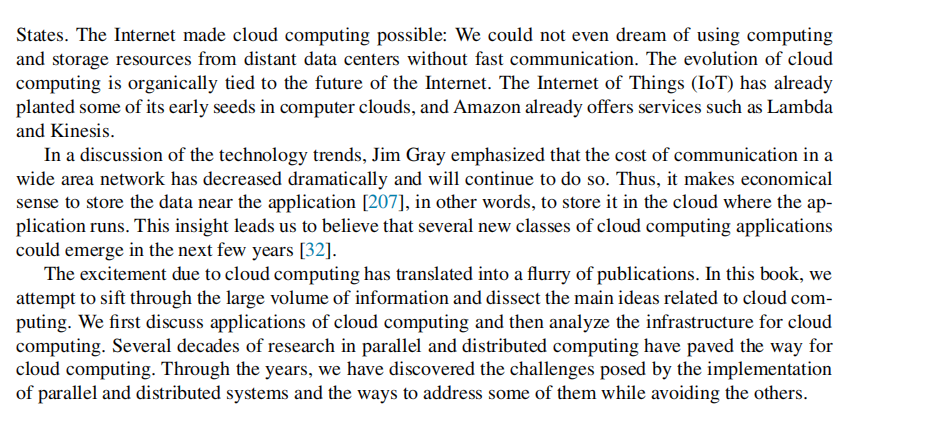 States. The Internet made cloud computing possible: We could not even dream of using computing
and storage resources from distant data centers without fast communication. The evolution of cloud
computing is organically tied to the future of the Internet. The Internet of Things (IoT) has already
planted some of its early seeds in computer clouds, and Amazon already offers services such as Lambda
and Kinesis.
In a discussion of the technology trends, Jim Gray emphasized that the cost of communication in a
wide area network has decreased dramatically and will continue to do so. Thus, it makes economical
sense to store the data near the application [207], in other words, to store it in the cloud where the ap-
plication runs. This insight leads us to believe that several new classes of cloud computing applications
could emerge in the next few years [32].
The excitement due to cloud computing has translated into a flurry of publications. In this book, we
attempt to sift through the large volume of information and dissect the main ideas related to cloud com-
puting. We first discuss applications of cloud computing and then analyze the infrastructure for cloud
computing. Several decades of research in parallel and distributed computing have paved the way for
cloud computing. Through the years, we have discovered the challenges posed by the implementation
of parallel and distributed systems and the ways to address some of them while avoiding the others.